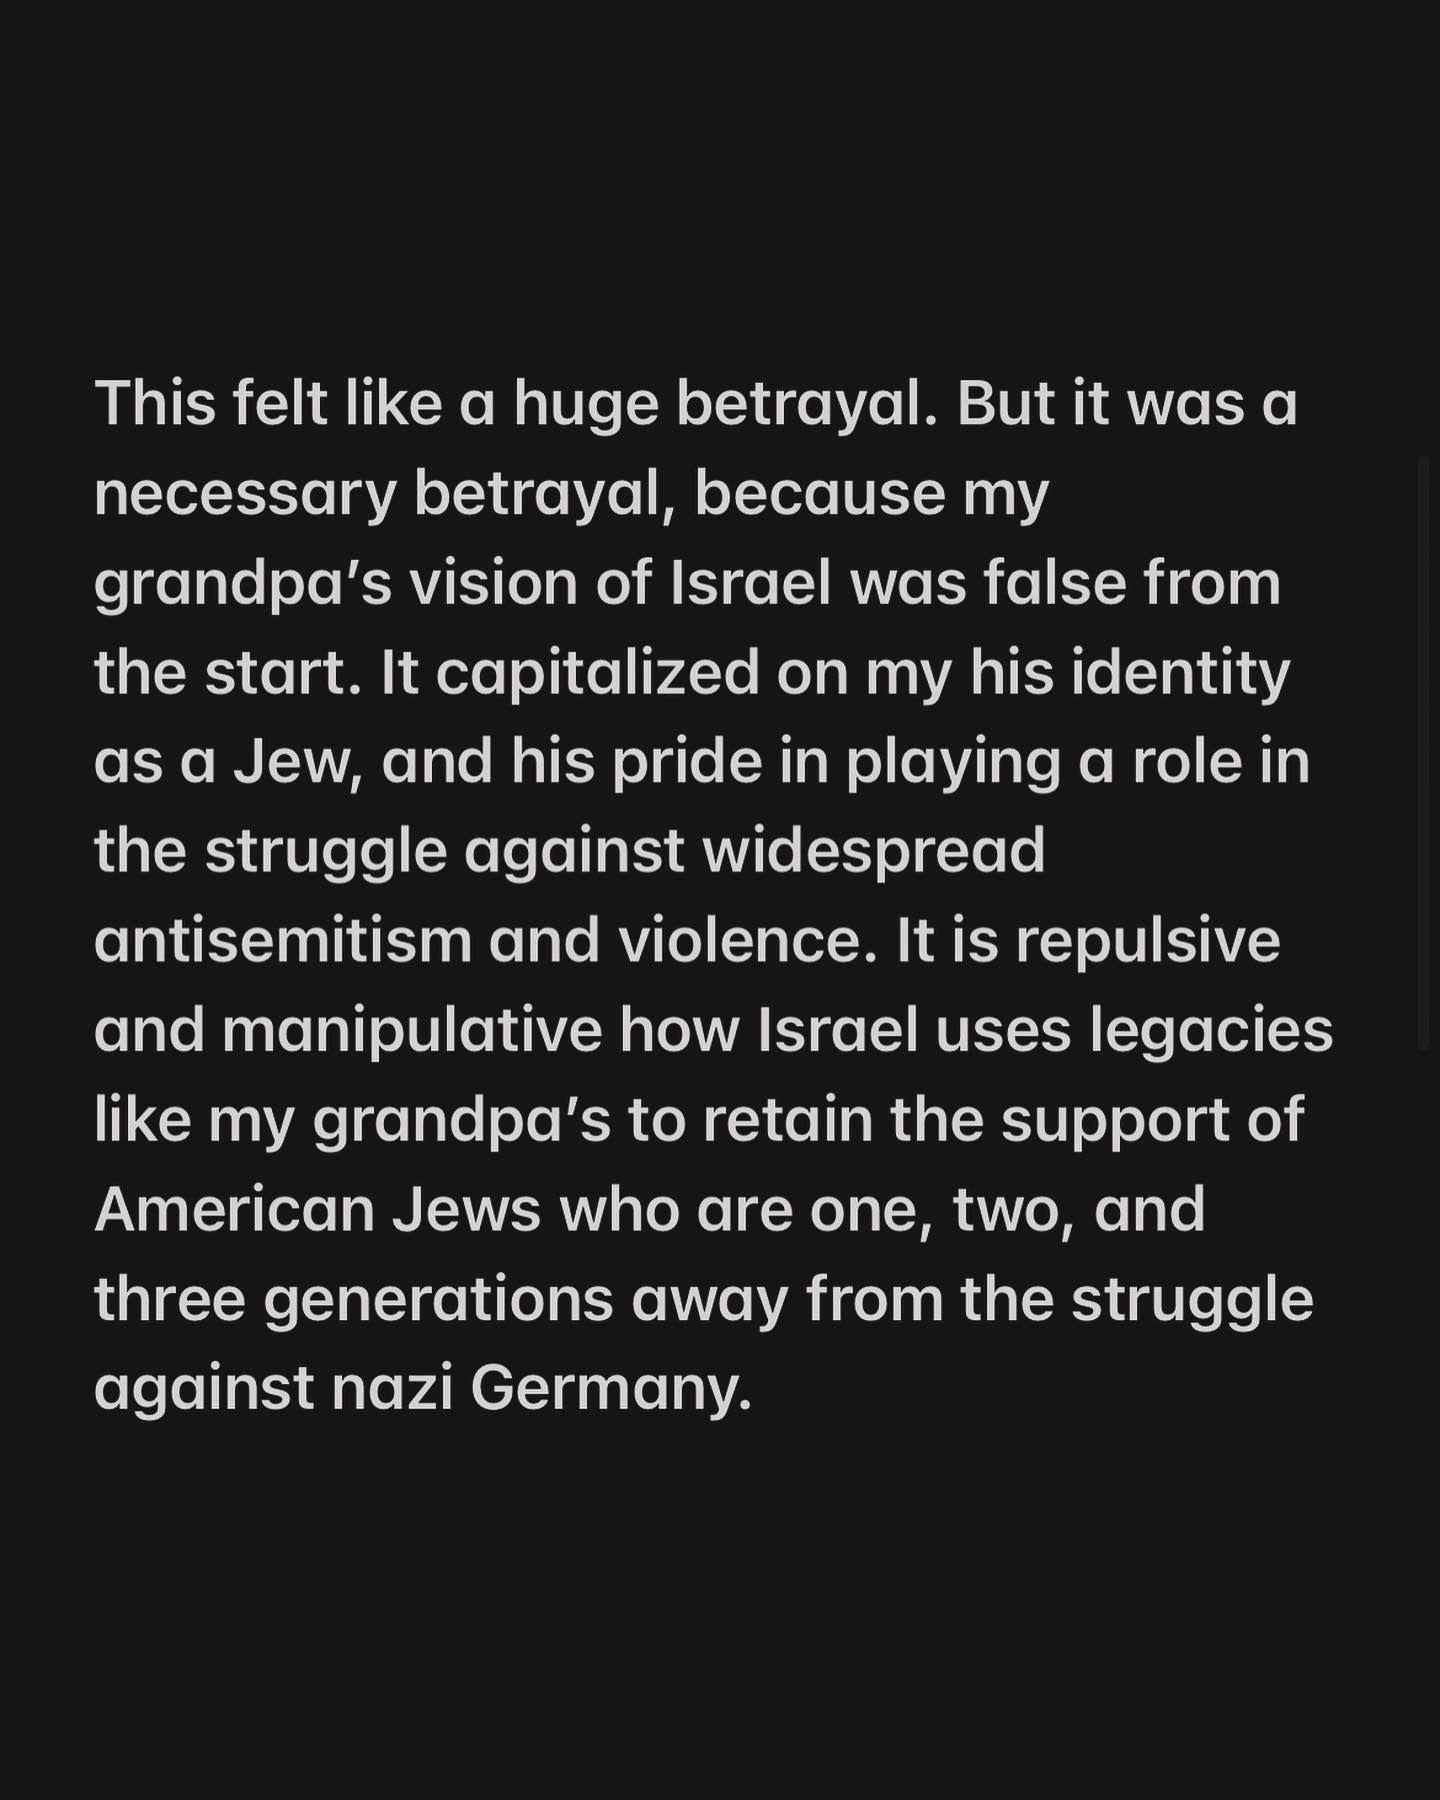 This felt like a huge betrayal. But it was a
necessary betrayal, because my
grandpa’s vision of Israel was false from
the start. It capitalized on my his identity
as a Jew, and his pride in playing a role in
the struggle against widespread
antisemitism and violence. It is repulsive
and manipulative how Israel uses legacies
like my grandpa’s to retain the support of
American Jews who are one, two, and
three generations away from the struggle
against nazi Germany.